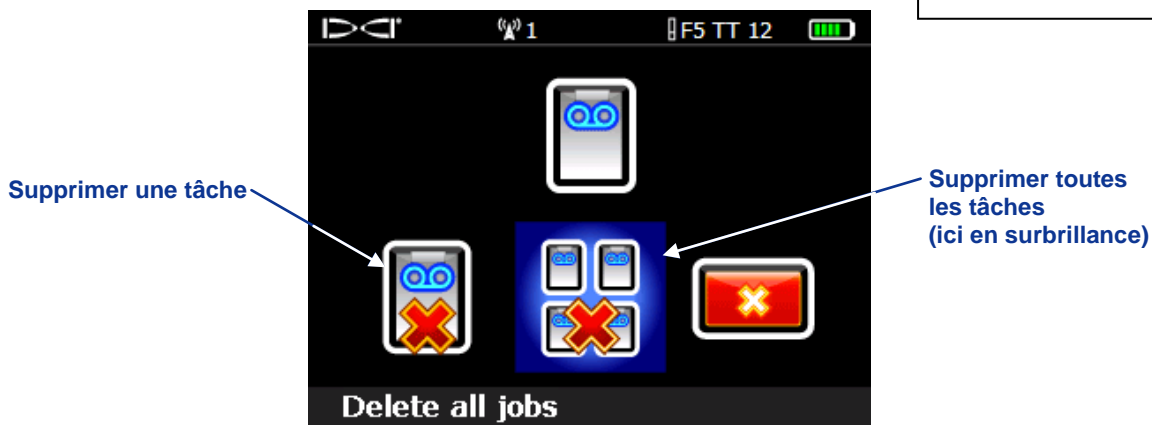 DCI
1
F5 TT 12
Supprimer une tâche
Supprimer toutes
les tâches
(ici en surbrillance)
Delete all jobs